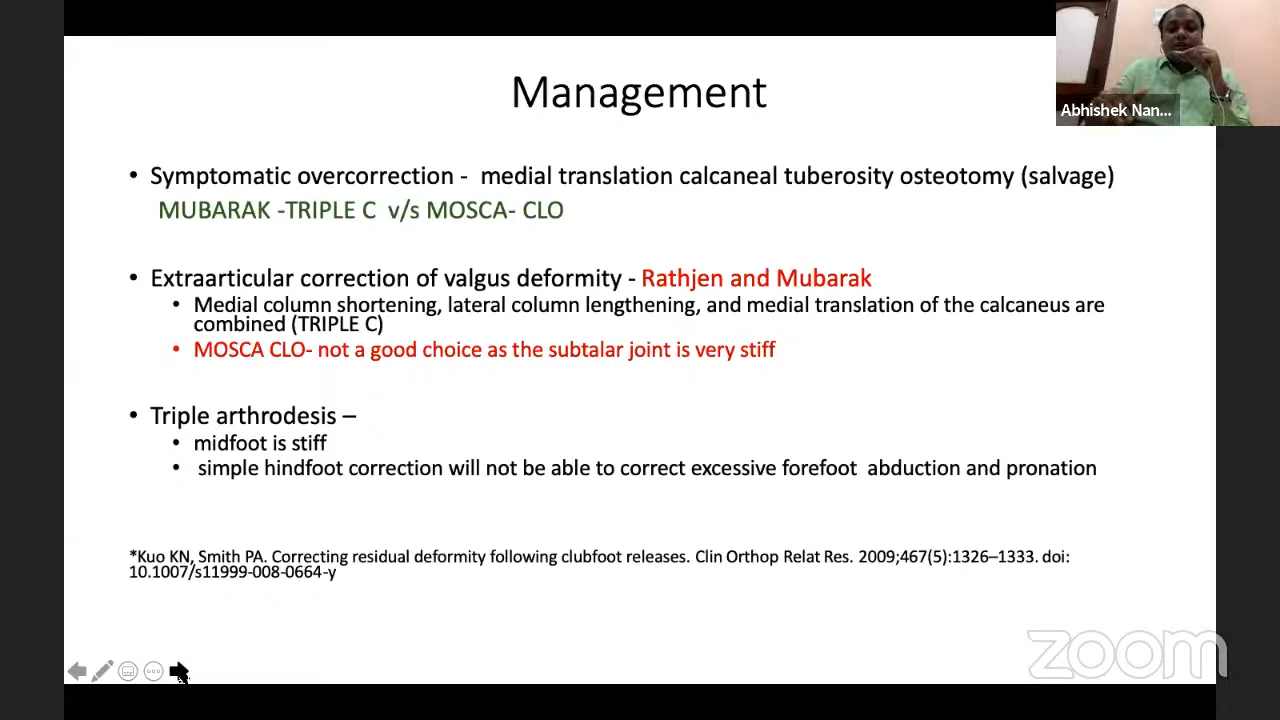 Management
Abhishek Nan...
• Symptomatic overcorrection - medial translation calcaneal tuberosity osteotomy (salvage)
MUBARAK -TRIPLE C v/s MOSCA- CLO
• Extraarticular correction of valgus deformity - Rathjen and Mubarak
• Medial column shortening, lateral column lengthening, and medial translation of the calcaneus are
combined (TRIPLE C)
• MOSCA CLO- not a good choice as the subtalar joint is very stiff
• Triple arthrodesis –
• midfoot is stiff
• simple hindfoot correction will not be able to correct excessive forefoot abduction and pronation
*Kuo KN, Smith PA. Correcting residual deformity following clubfoot releases. Clin Orthop Relat Res. 2009;467(5):1326–1333. doi:
10.1007/s11999-008-0664-y
zoom